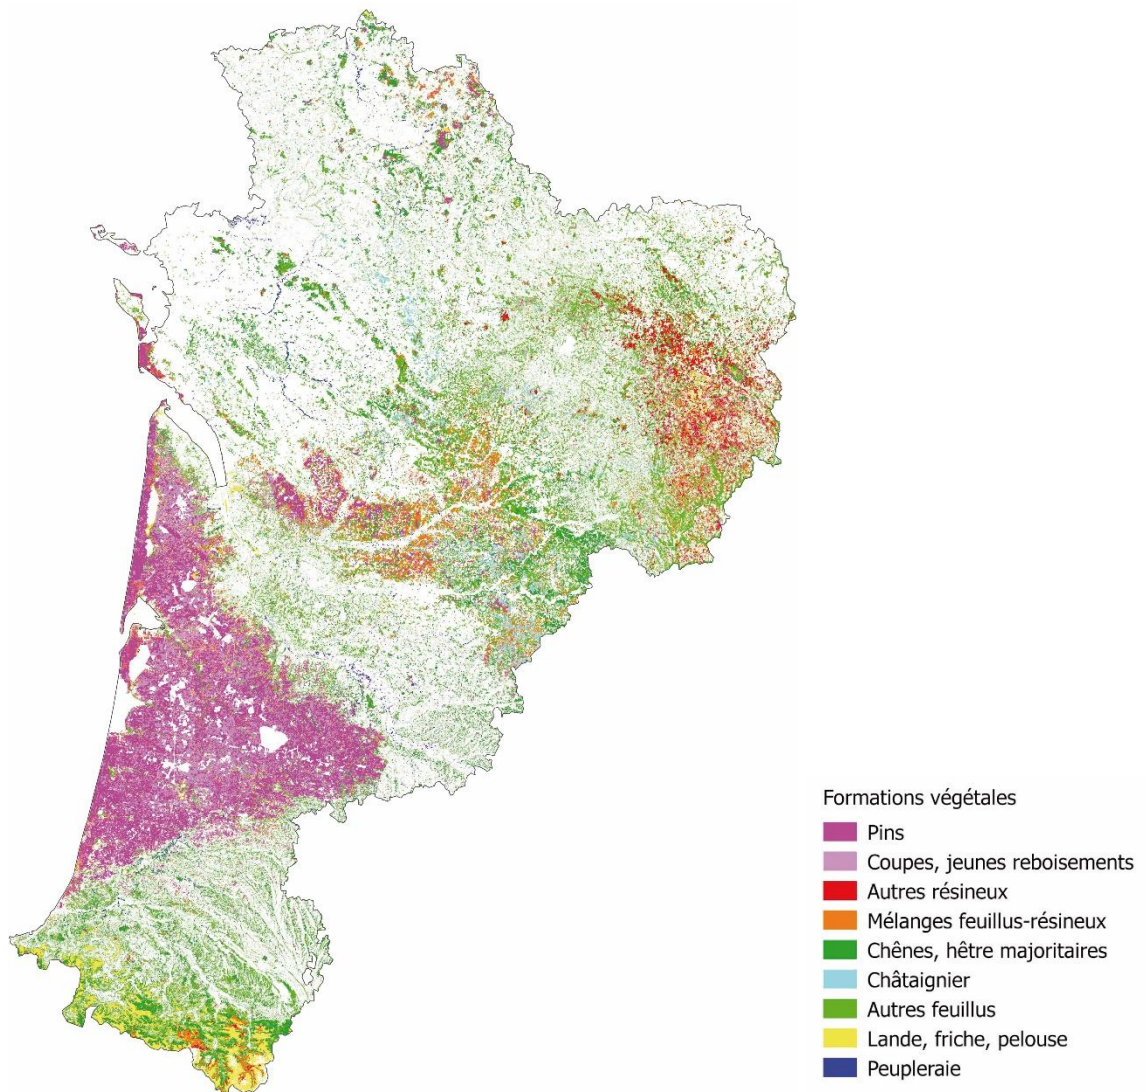 Formations végétales
Pins
Coupes, jeunes reboisements
Autres résineux
Mélanges feuillus-résineux
Chênes, hêtre majoritaires
Châtaignier
Autres feuillus
Lande, friche, pelouse
Peupleraie